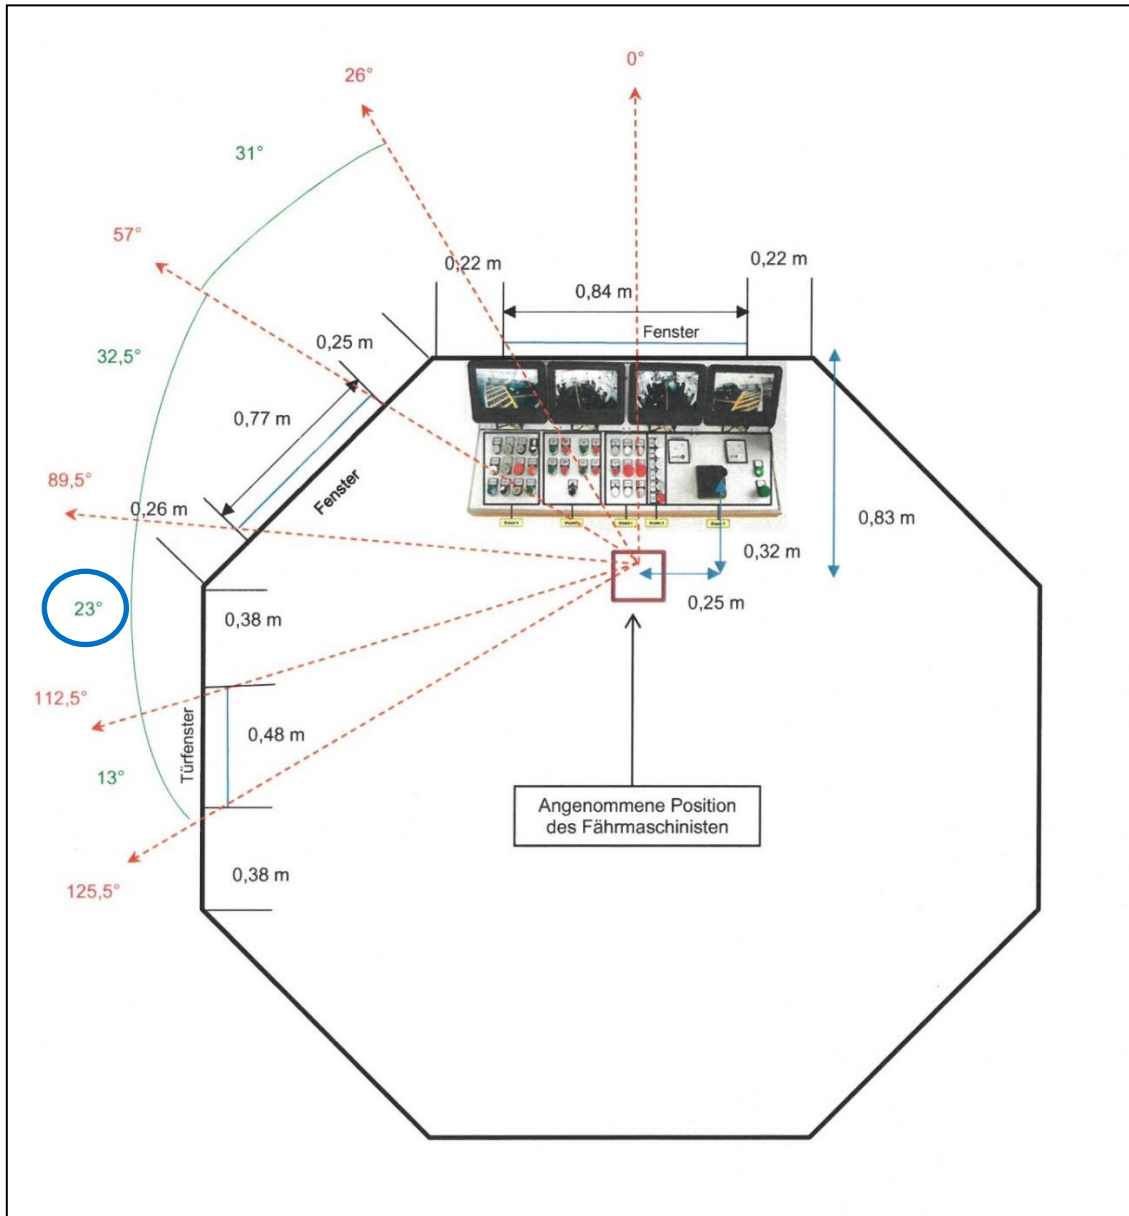 0°
26°
31°
57°
0,22 m
0,22 m
0,84 m
Fenster
0,25 m
32,5°
0,77 m
Fenster
89,5°
0,26 m
0,83 m
0,32 m
0,25 m
23°
0,38 m
112,5°
Türfenster
0,48 m
13°
Angenommene Position
des Fährmaschinisten
0,38 m
125,5°